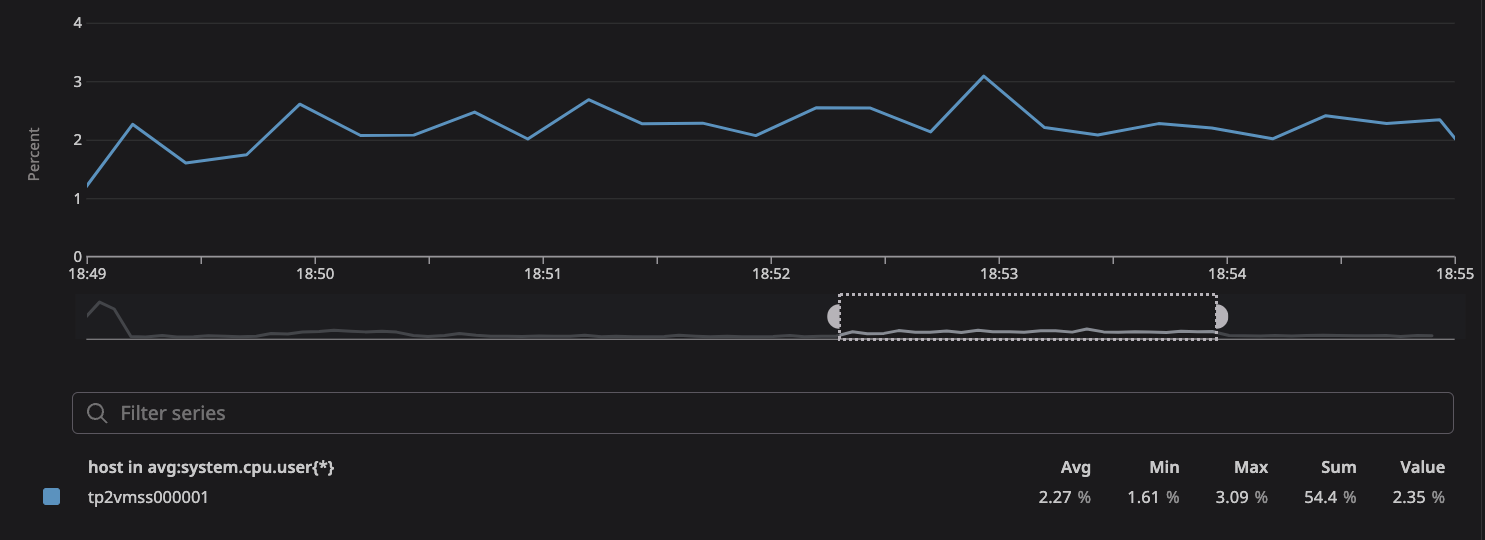 4
3
2
1
0
Percent
18:49 18:50 18:51 18:52 18:53 18:54 18:55
Filter series
host in avg:system.cpu.user{*} Avg Min Max Sum Value
tp2vmss000001 2.27 % 1.61 % 3.09 % 54.4 % 2.35 %